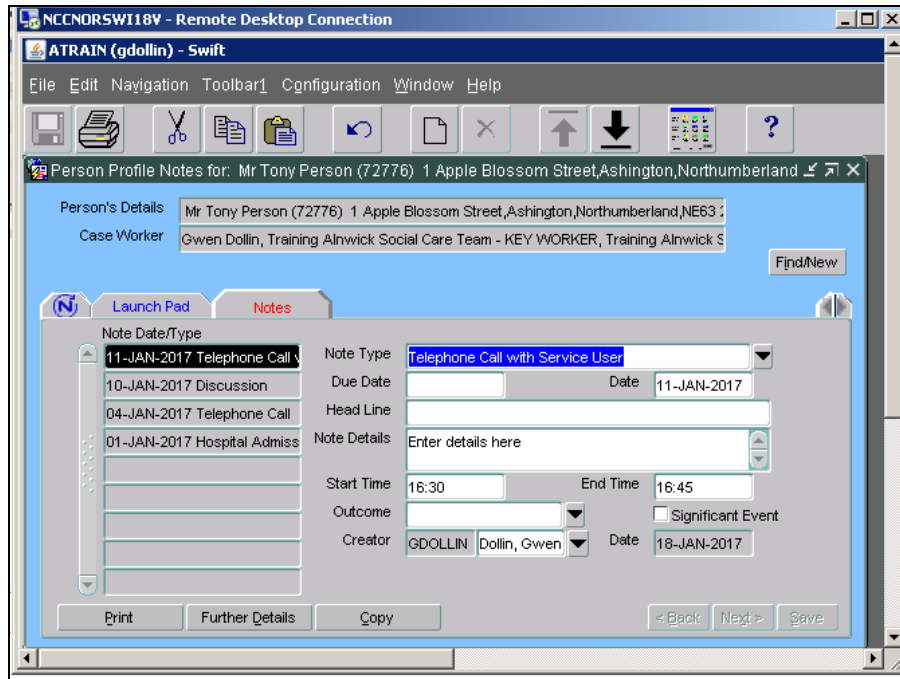 NCCNORSWI18V - Remote Desktop Connection
ATRAIN (gdollin) - Swift
File Edit Navigation Toolbar1 Configuration Window Help
?
Person Profile Notes for: Mr Tony Person (72776) 1 Apple Blossom Street,Ashington,Northumberland
Person's Details Mr Tony Person (72776) 1 Apple Blossom Street,Ashington,Northumberland,NE63
Case Worker Gwen Dollin, Training Alnwick Social Care Team - KEY WORKER, Training Alnwick S
Find/New
N Launch Pad Notes
Note Date/Type
11-JAN-2017 Telephone Call Note Type Telephone Call with Service User
10-JAN-2017 Discussion Due Date Date 11-JAN-2017
04-JAN-2017 Telephone Call Head Line
01-JAN-2017 Hospital Admiss Note Details Enter details here
Start Time 16:30 End Time 16:45
Outcome Significant Event
Creator GDOLLIN Dollin, Gwen Date 18-JAN-2017
Print Further Details Copy < Back Next > Save